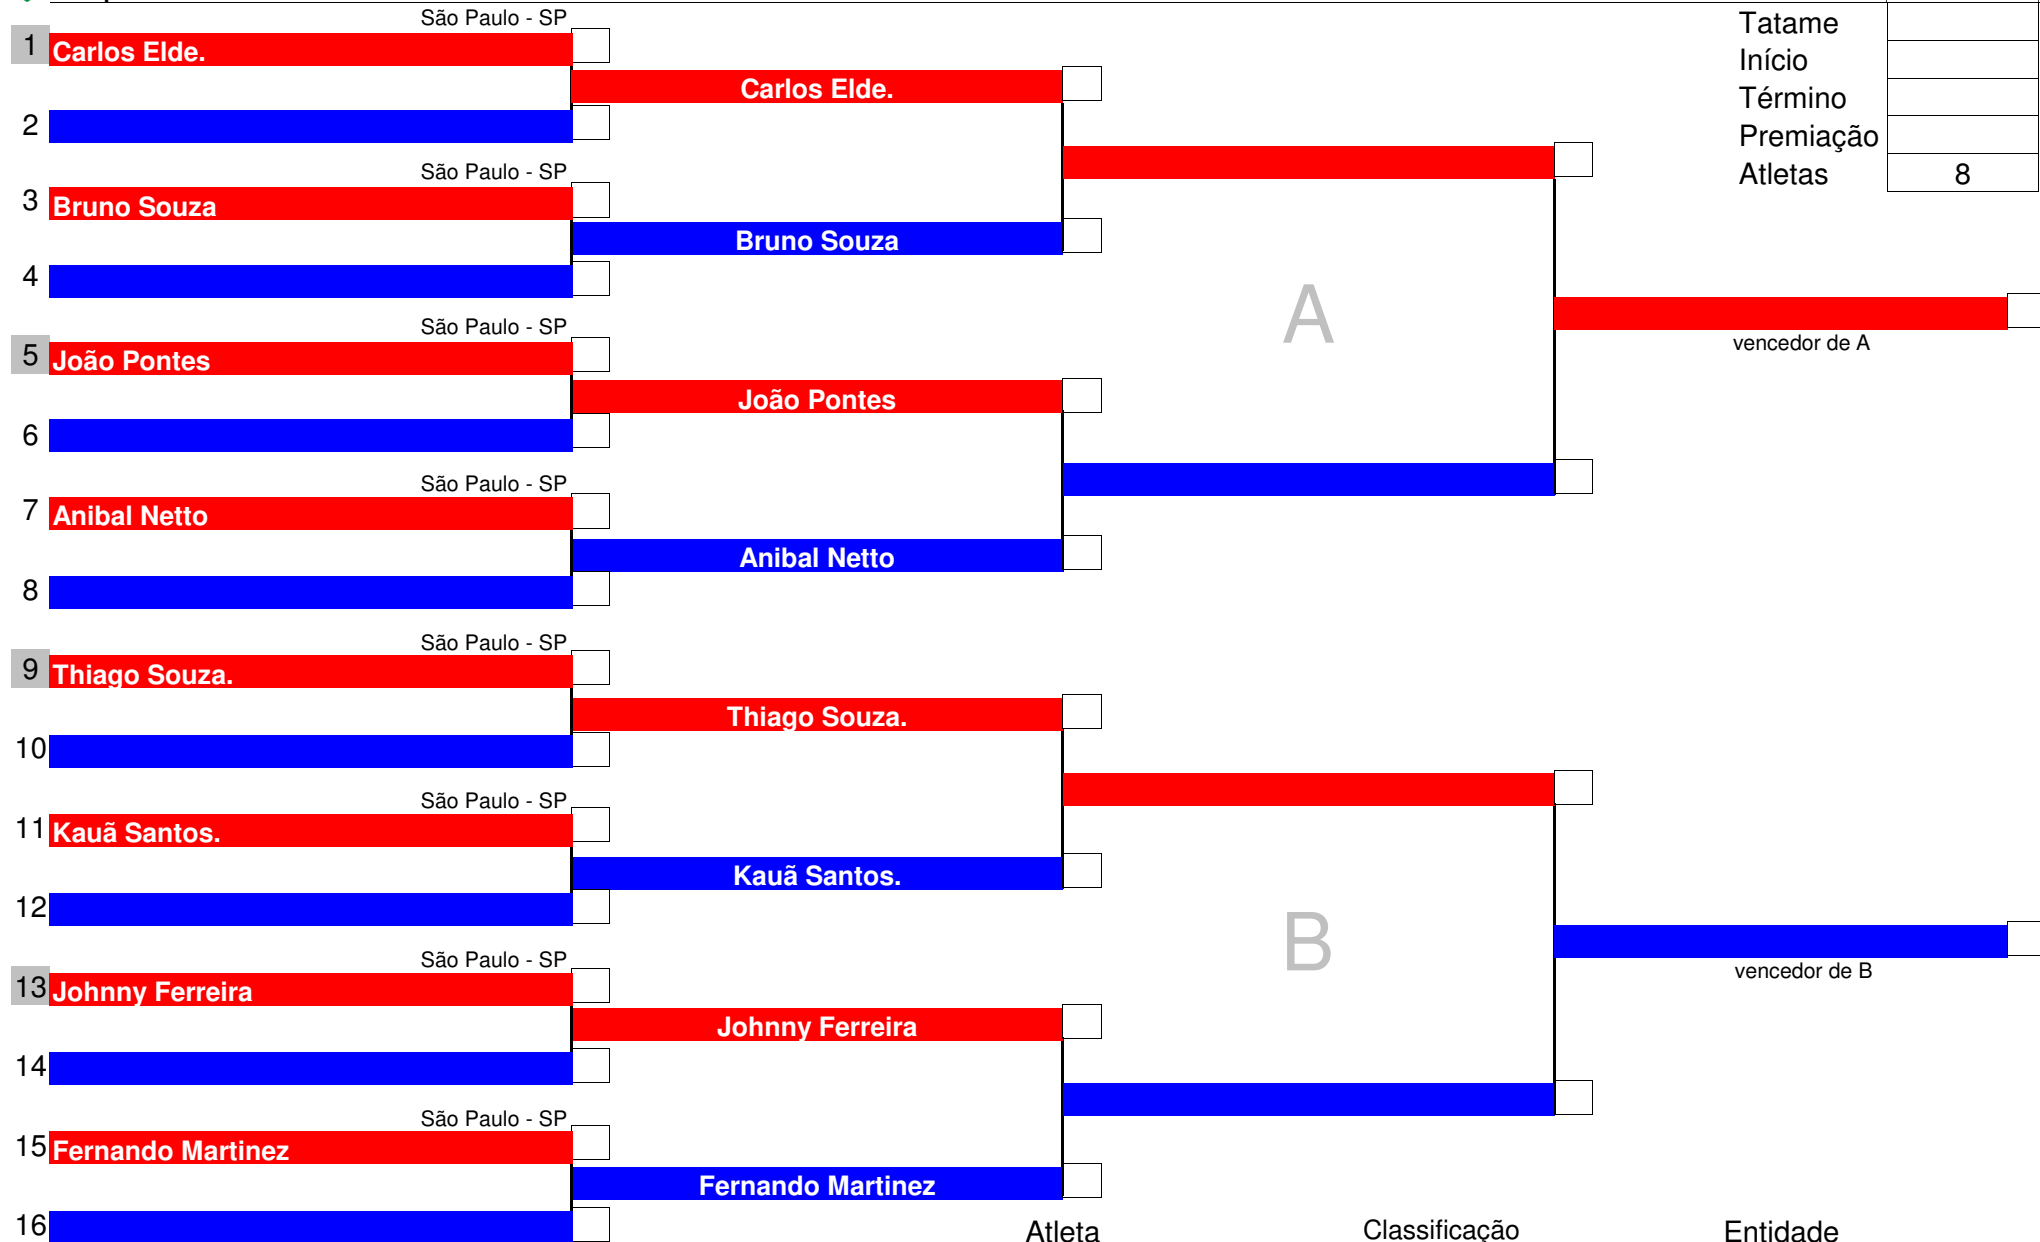 São Paulo - SP
Tatame
1 Carlos Elde.
Início
Carlos Elde.
Término
2
Premiação
São Paulo - SP
Atletas 8
3 Bruno Souza
Bruno Souza
4
A
São Paulo - SP
vencedor de A
5 João Pontes
João Pontes
6
São Paulo - SP
7 Anibal Netto
Anibal Netto
8
São Paulo - SP
9 Thiago Souza.
Thiago Souza.
10
São Paulo - SP
11 Kauã Santos.
Kauã Santos.
12
B
São Paulo - SP
vencedor de B
13 Johnny Ferreira
Johnny Ferreira
14
São Paulo - SP
15 Fernando Martinez
Fernando Martinez
16
Atleta Classificação Entidade